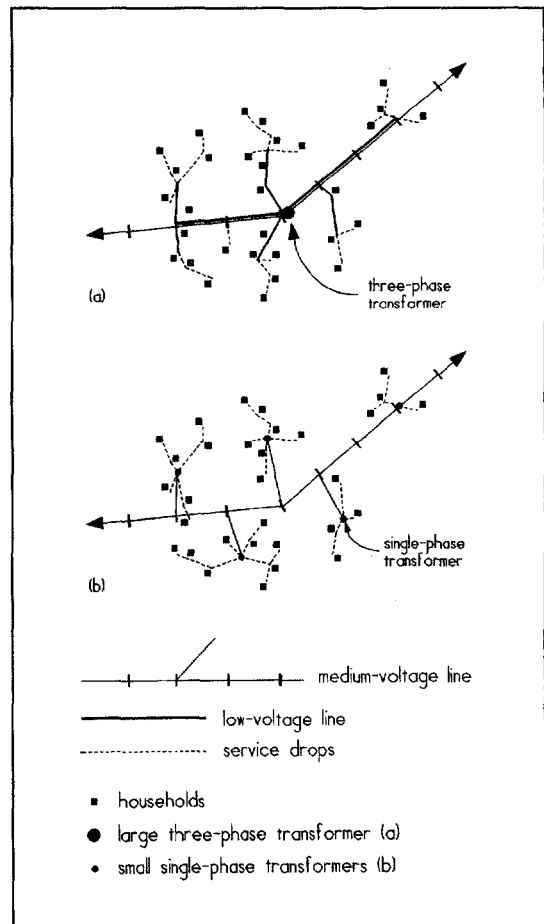 three-phase
transformer
(a)
single-phase
transformer
(b)
medium-voltage line
low-voltage line
service drops
households
large three-phase transformer (a)
small single-phase transformers (b)